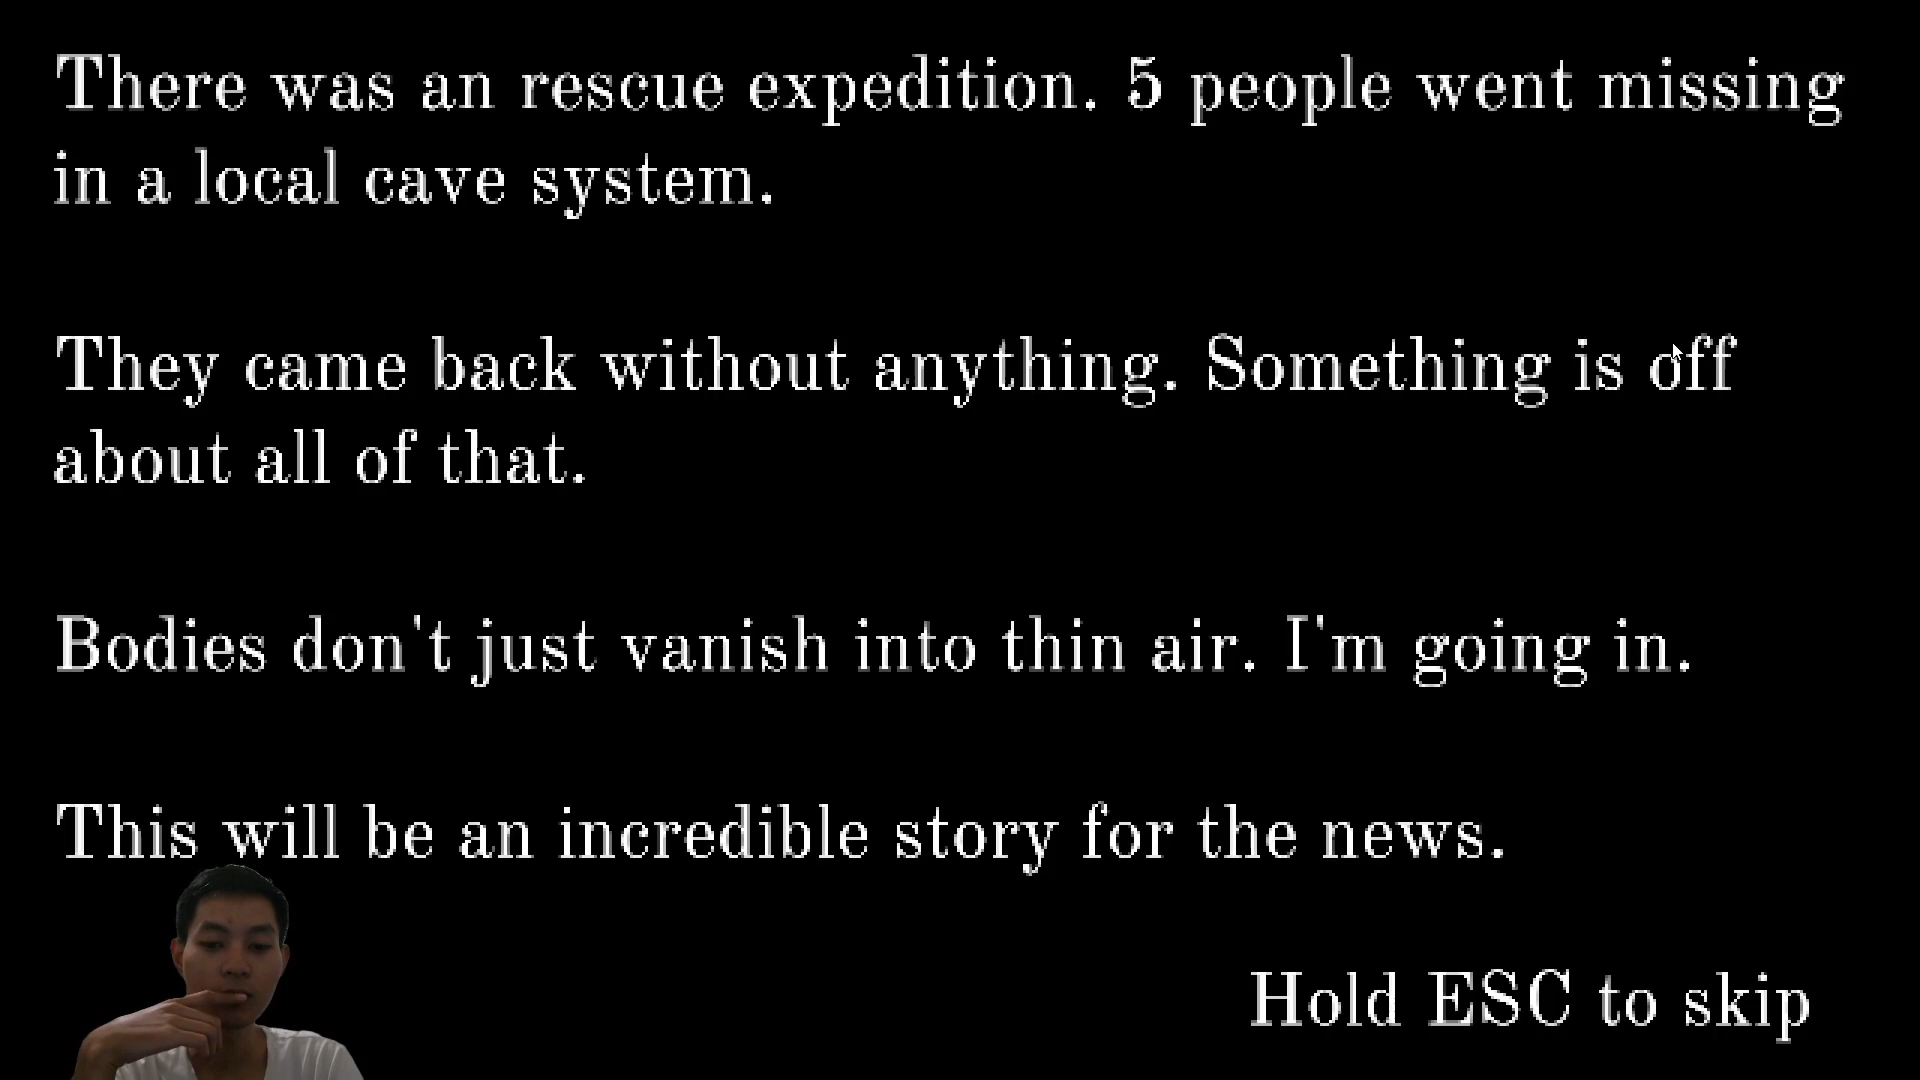 There was an rescue expedition. 5 people went missing
in a local cave system.
They came back without anything. Something is off
about all of that.
Bodies don't just vanish into thin air. I'm going in.
This will be an incredible story for the news.
Hold ESC to skip